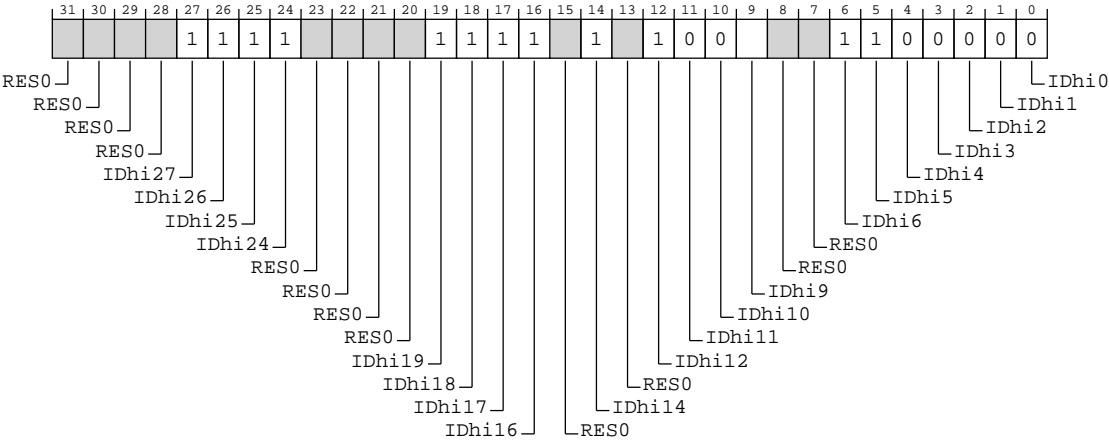 31 30 29 28 27 26 25 24 23 22 21 20 19 18 17 16 15 14 13 12 11 10 9 8 7 6 5 4 3 2 1 0
1 1 1 1 1 1 1 1 1 1 0 0 1 1 0 0 0 0 0
RES0 IDhi0
RES0 IDhi1
RES0 IDhi2
RES0 IDhi3
IDhi27 IDhi4
IDhi26 IDhi5
IDhi25 IDhi6
IDhi24 RES0
RES0 RES0
RES0 IDhi9
RES0 IDhi10
RES0 IDhi11
IDhi19 IDhi12
IDhi18 RES0
IDhi17 IDhi14
IDhi16 RES0